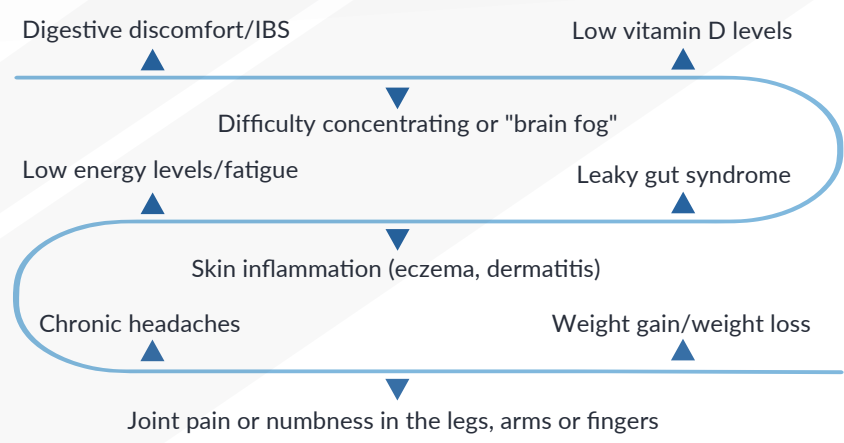 Digestive discomfort/IBS
Low vitamin D levels
Difficulty concentrating or "brain fog"
Low energy levels/fatigue
Leaky gut syndrome
Skin inflammation (eczema, dermatitis)
Chronic headaches
Weight gain/weight loss
Joint pain or numbness in the legs, arms or fingers